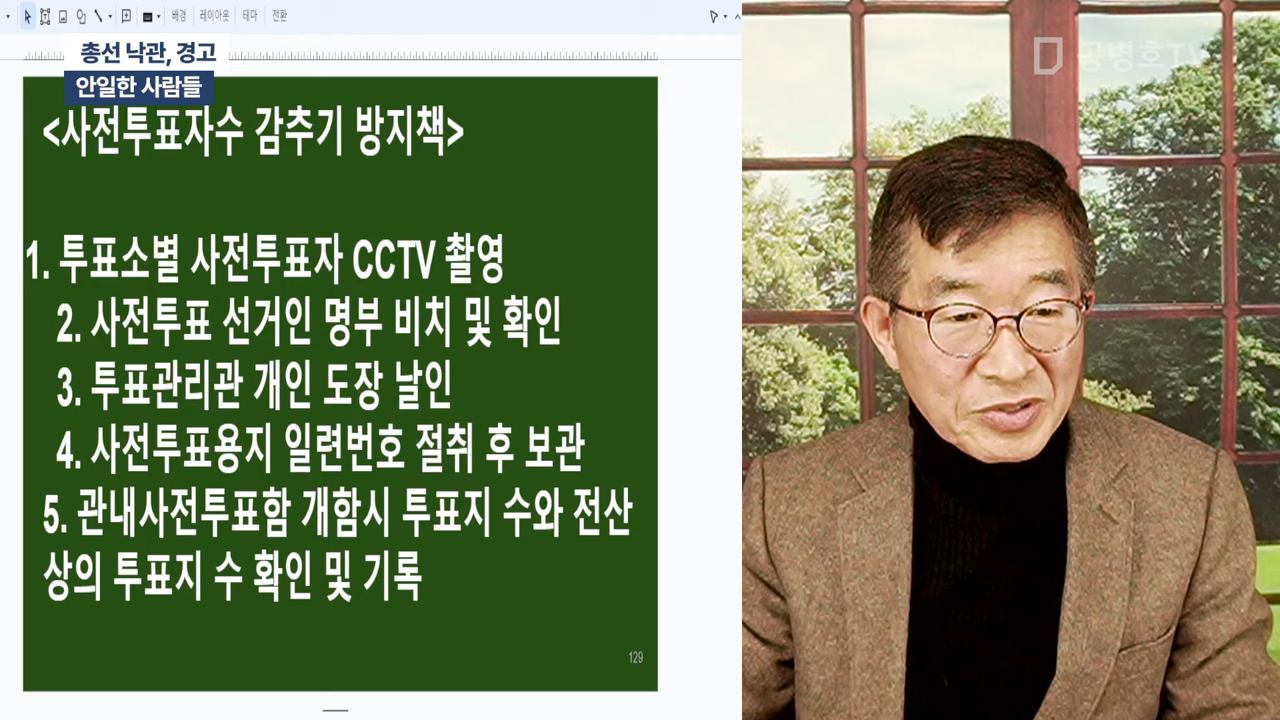 배경 레이아웃 테마 전환
총선 낙관, 경고
안일한 사람들
공병호TV
<사전투표자수 감추기 방지책>
1. 투표소별 사전투표자 CCTV 촬영
2. 사전투표 선거인 명부 비치 및 확인
3. 투표관리관 개인 도장 날인
4. 사전투표용지 일련번호 절취 후 보관
5. 관내사전투표함 개함시 투표지 수와 전산
상의 투표지 수 확인 및 기록
129